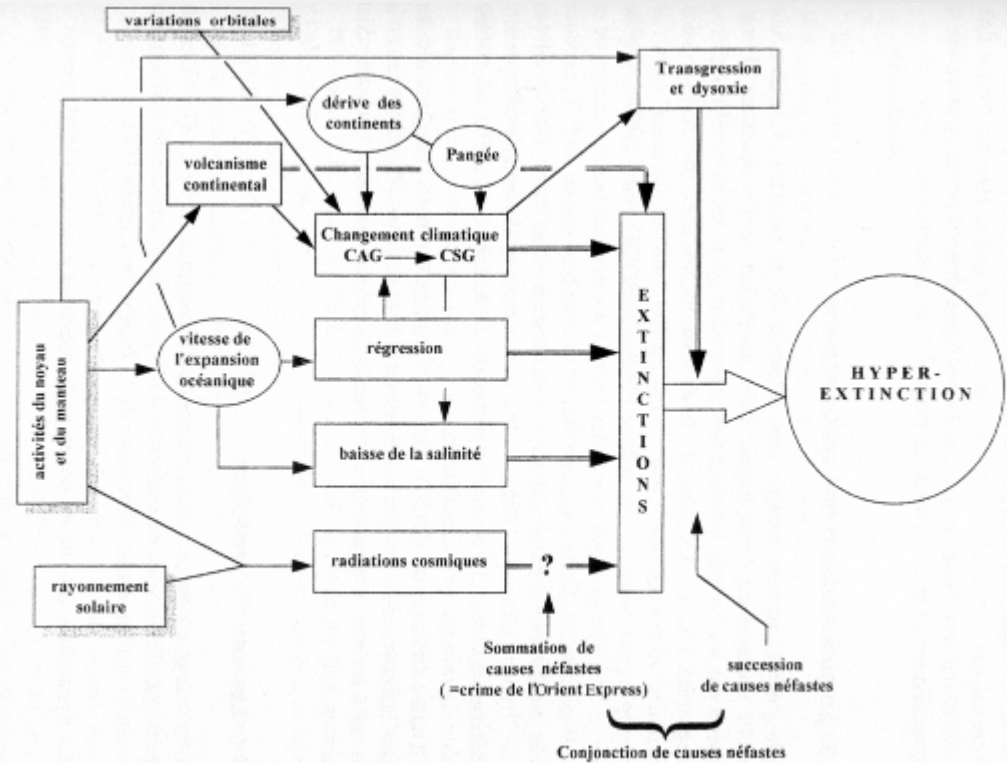 variations orbitales
Transgression
et dysoxie
dérive des
continents
Pangée
volcanisme
continental
Changement climatique
CAG CSG
EXTINCTIONS
activités du noyau
et du manteau
vitesse de
l'expansion
océanique
régression
HYPER-
EXTINCTION
baisse de la salinité
rayonnement
solaire
radiations cosmiques
?
Sommation de
causes néfastes
( =crime de l'Orient Express)
succession
de causes néfastes
Conjonction de causes néfastes